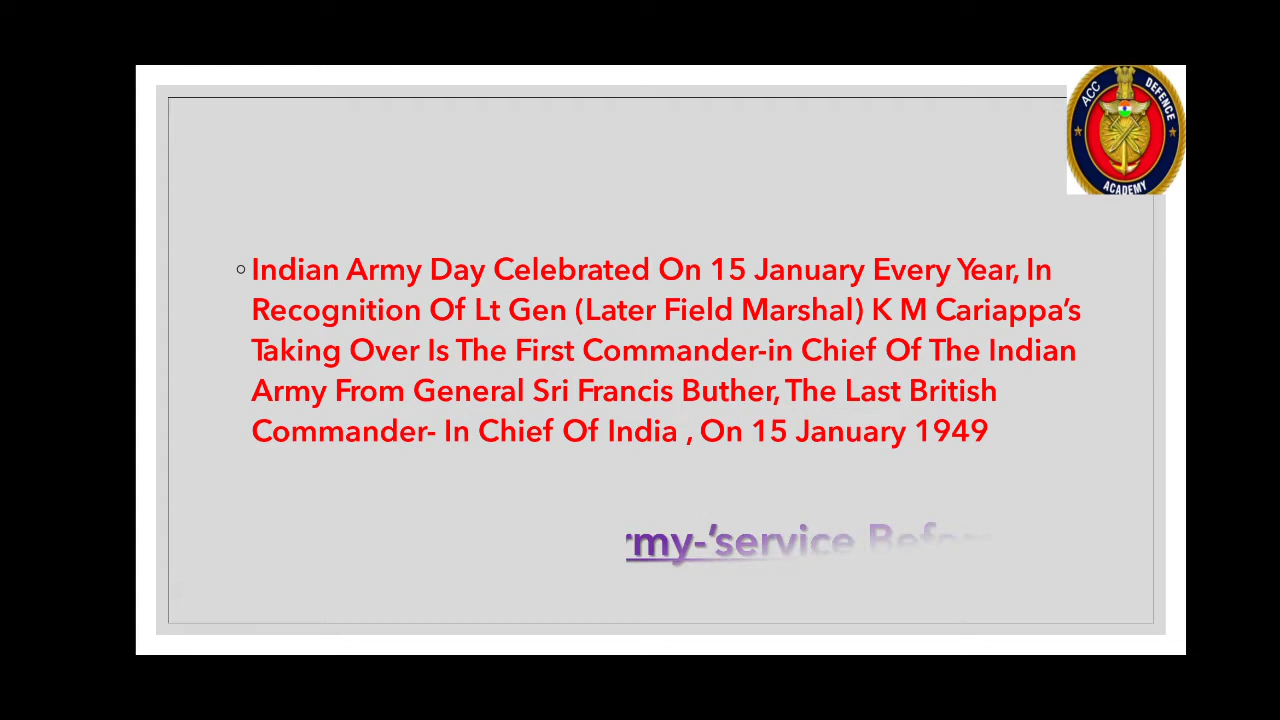 ACC DEFENCE
ACADEMY
Indian Army Day Celebrated On 15 January Every Year, In
Recognition Of Lt Gen (Later Field Marshal) K M Cariappa’s
Taking Over Is The First Commander-in Chief Of The Indian
Army From General Sri Francis Buther, The Last British
Commander- In Chief Of India , On 15 January 1949
rmy-‘service